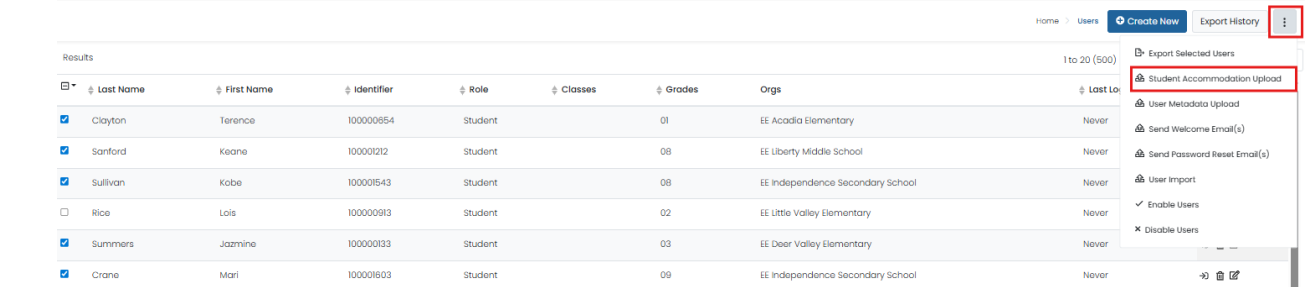 Home > Users Create New Export History
Results 1 to 20 (500)
Last Name First Name Identifier Role Classes Grades Orgs Last Lo
Clayton Terence 100000654 Student 01 EE Acadia Elementary Never
Sanford Keane 100001212 Student 08 EE Liberty Middle School Never
Sullivan Kobe 100001543 Student 08 EE Independence Secondary School Never
Rice Lois 100000913 Student 02 EE Little Valley Elementary Never
Summers Jazmine 100000133 Student 03 EE Deer Valley Elementary Never
Crane Mari 100001603 Student 09 EE Independence Secondary School Never
Export Selected Users
Student Accommodation Upload
User Metadata Upload
Send Welcome Email(s)
Send Password Reset Email(s)
User Import
Enable Users
Disable Users